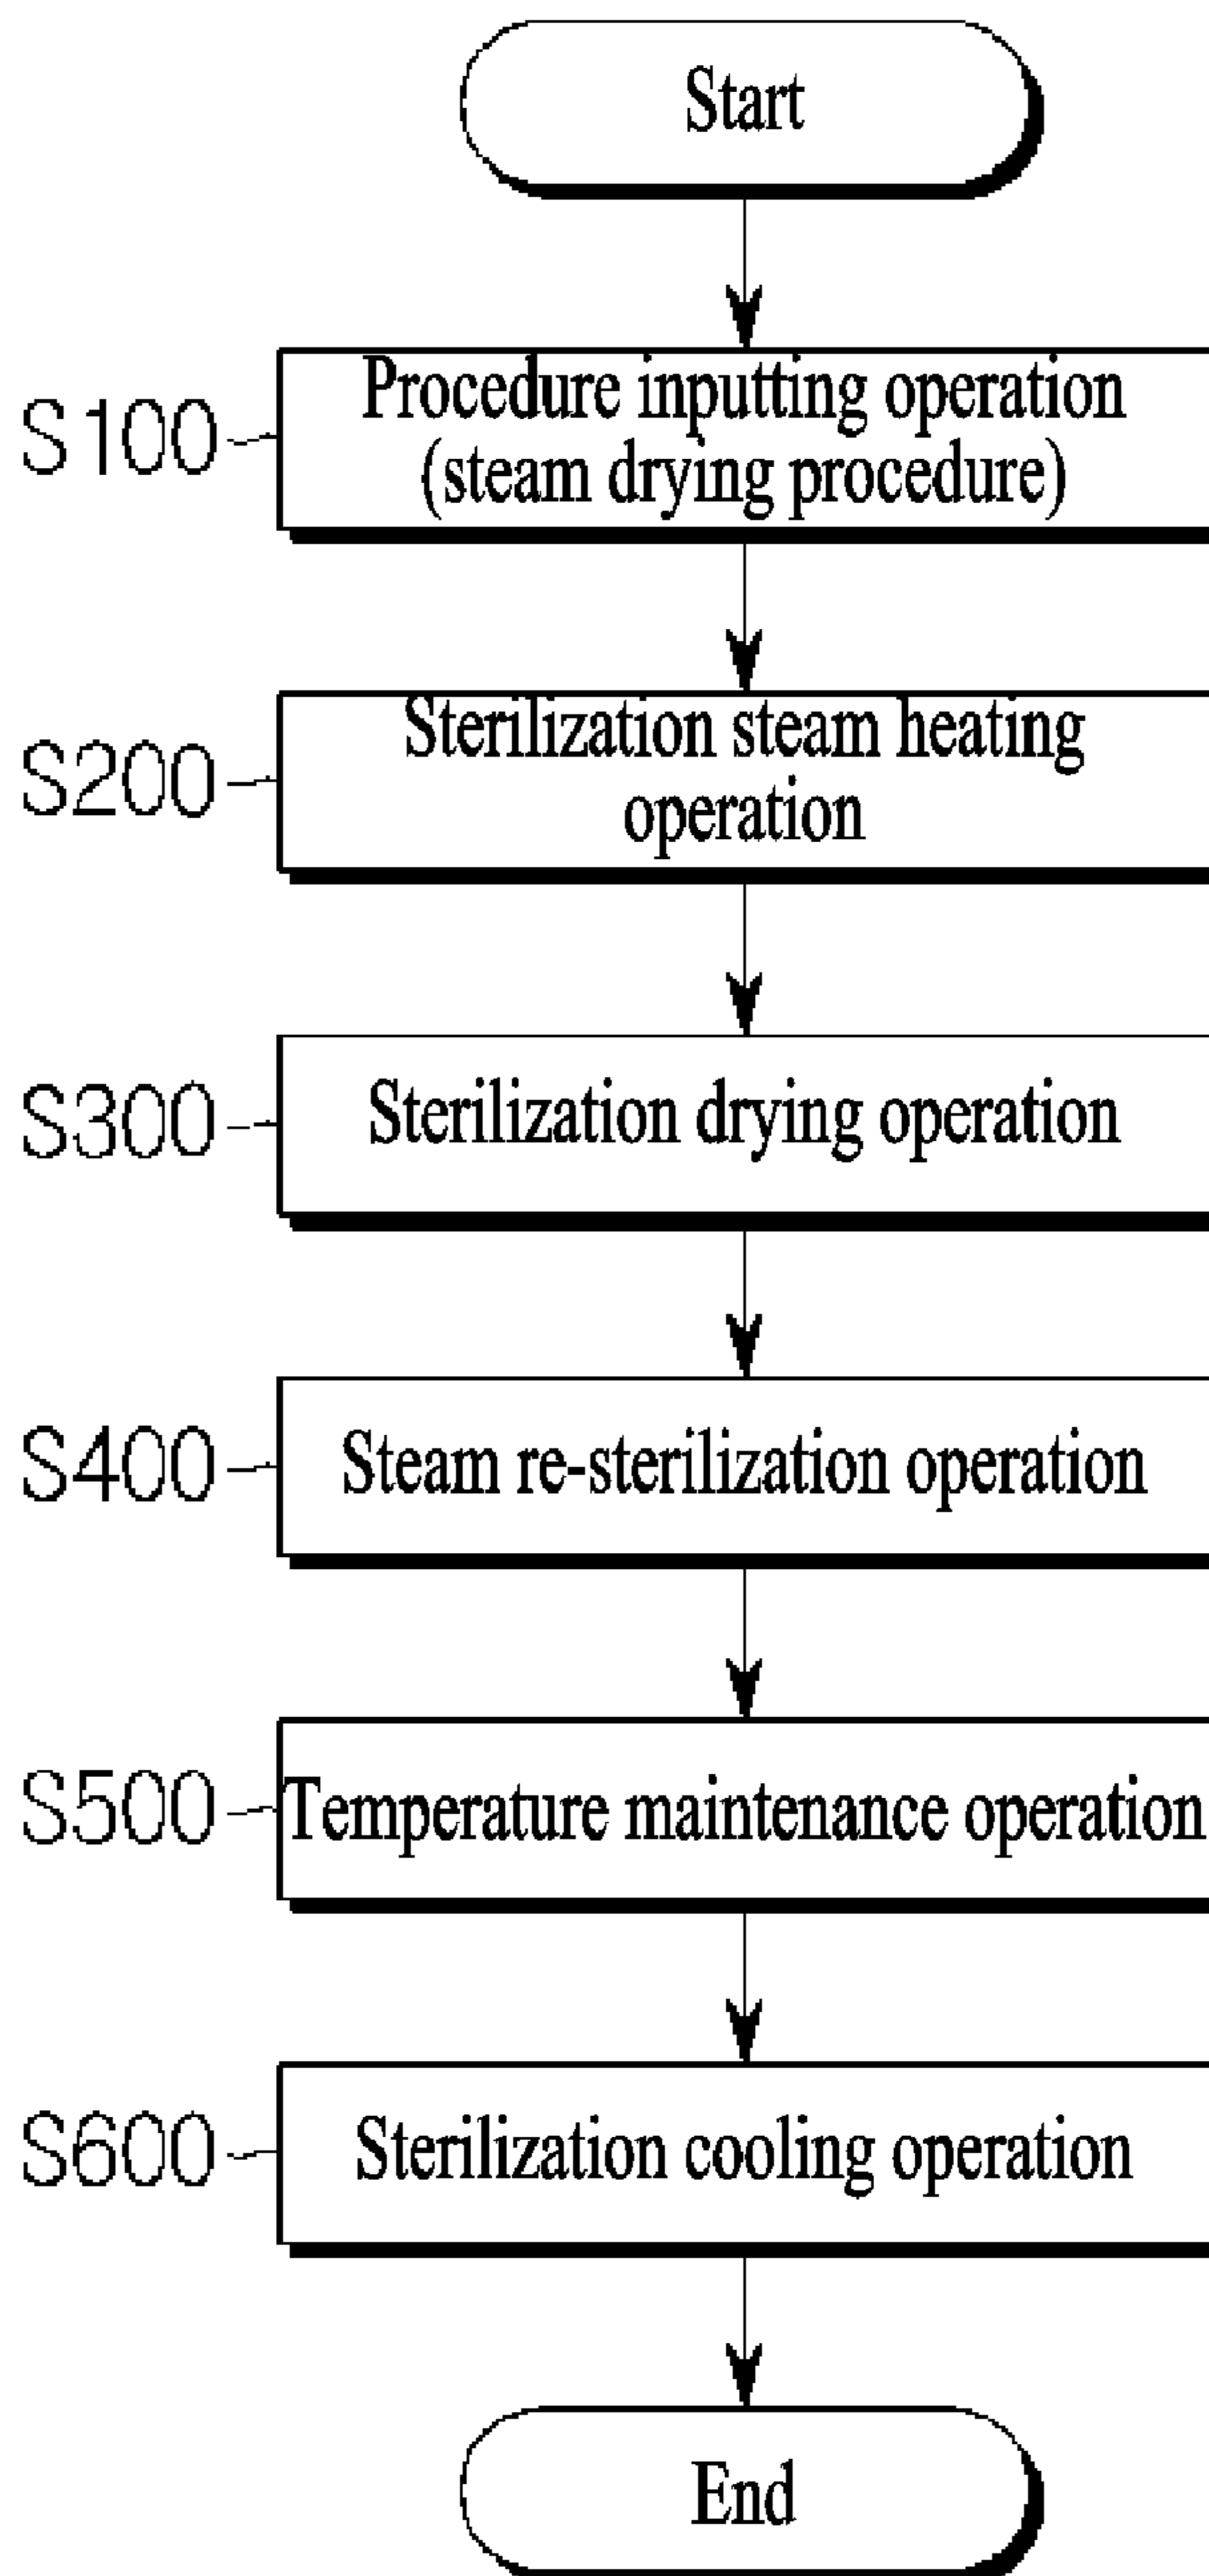 Start
S100
Procedure inputting operation
(steam drying procedure)
S200
Sterilization steam heating
operation
S300
Sterilization drying operation
S400
Steam re-sterilization operation
S500
Temperature maintenance operation
S600
Sterilization cooling operation
End